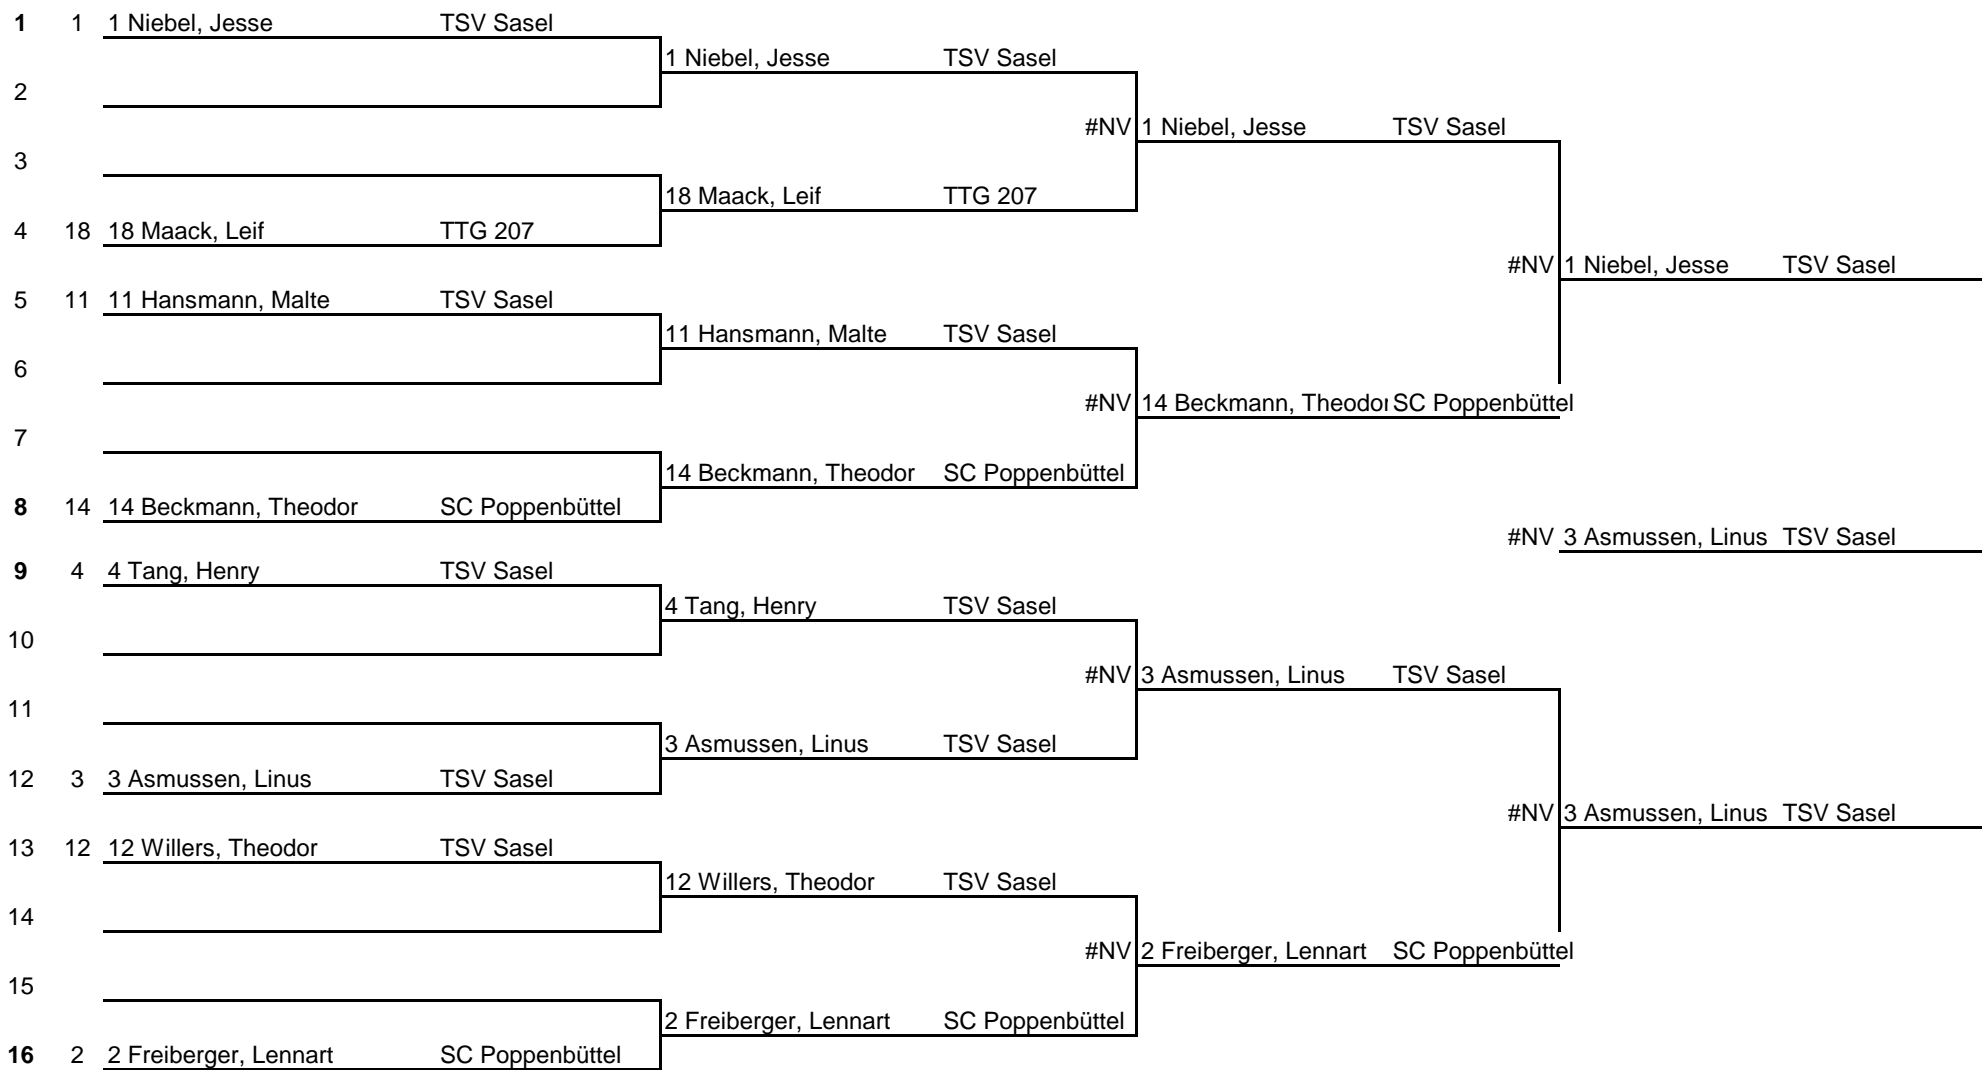 1 1 1 Niebel, Jesse TSV Sasel
1 Niebel, Jesse TSV Sasel
2
#NV 1 Niebel, Jesse TSV Sasel
3
18 Maack, Leif TTG 207
4 18 18 Maack, Leif TTG 207
#NV 1 Niebel, Jesse TSV Sasel
5 11 11 Hansmann, Malte TSV Sasel
11 Hansmann, Malte TSV Sasel
6
#NV 14 Beckmann, Theodor SC Poppenbüttel
7
14 Beckmann, Theodor SC Poppenbüttel
8 14 14 Beckmann, Theodor SC Poppenbüttel
#NV 3 Asmussen, Linus TSV Sasel
9 4 4 Tang, Henry TSV Sasel
4 Tang, Henry TSV Sasel
10
#NV 3 Asmussen, Linus TSV Sasel
11
3 Asmussen, Linus TSV Sasel
12 3 3 Asmussen, Linus TSV Sasel
#NV 3 Asmussen, Linus TSV Sasel
13 12 12 Willers, Theodor TSV Sasel
12 Willers, Theodor TSV Sasel
14
#NV 2 Freiberger, Lennart SC Poppenbüttel
15
2 Freiberger, Lennart SC Poppenbüttel
16 2 2 Freiberger, Lennart SC Poppenbüttel